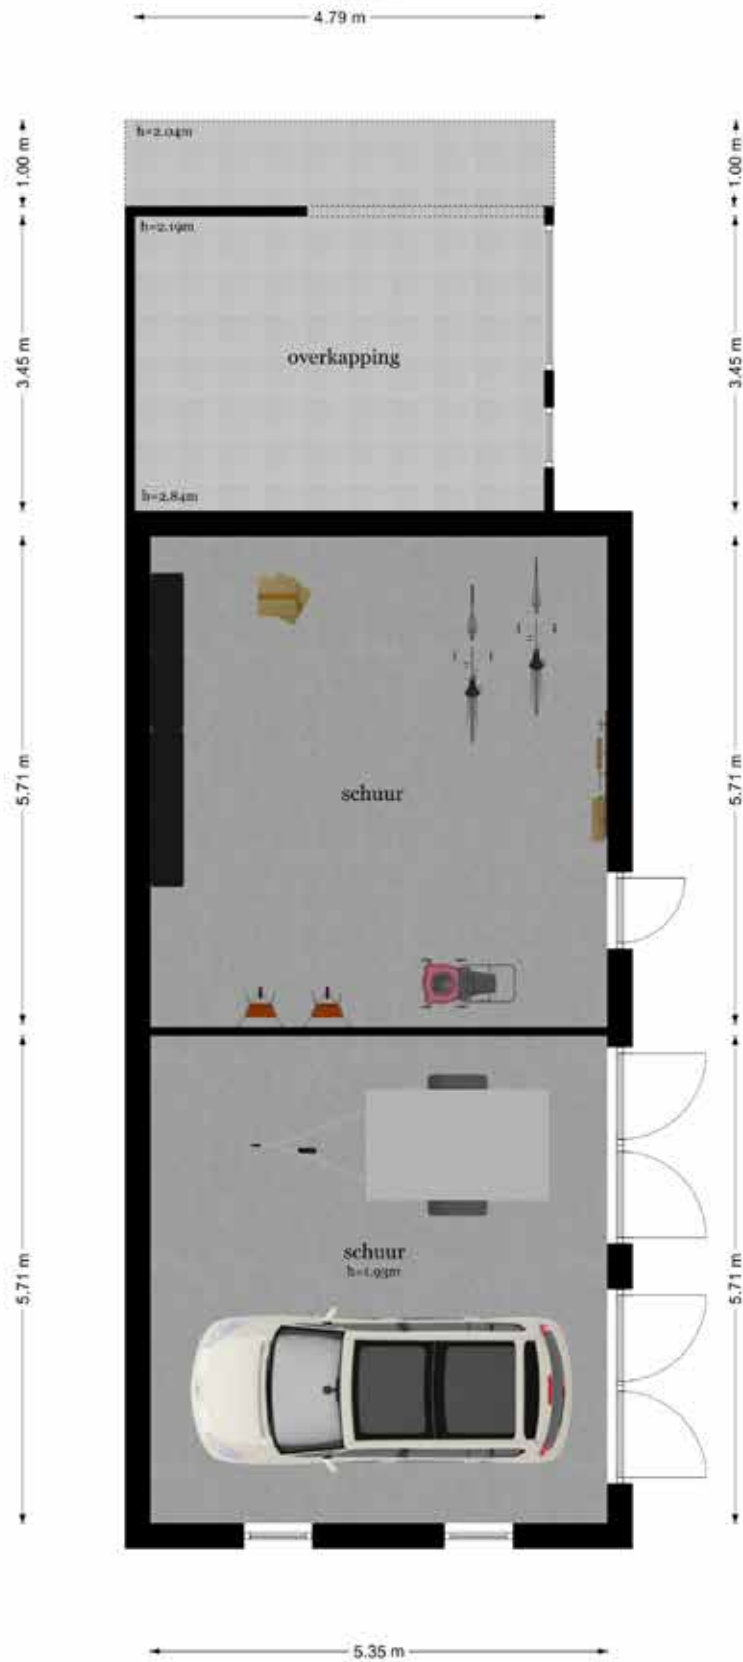 4.79 m
h=2.04m
1.00 m
1.00 m
h=2.19m
3.45 m
overkapping
3.45 m
h=2.84m
5.71 m
schuur
5.71 m
5.71 m
schuur
h=1.93m
5.71 m
5.35 m